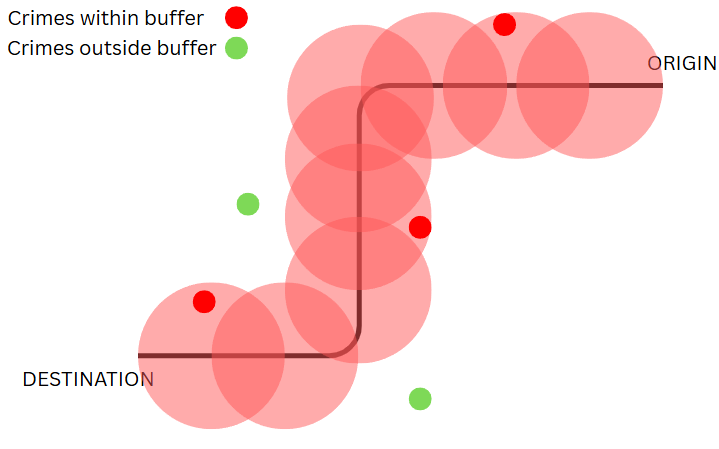 Crimes within buffer
Crimes outside buffer
ORIGIN
DESTINATION